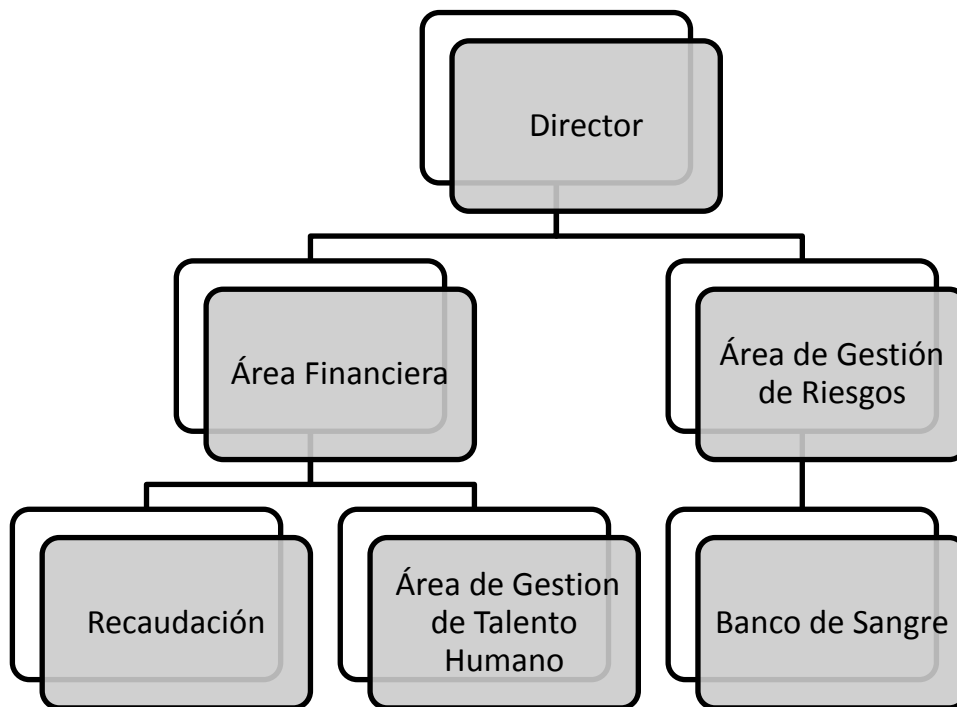 Director
Área Financiera
Área de Gestión
de Riesgos
Recaudación
Área de Gestion
de Talento
Humano
Banco de Sangre